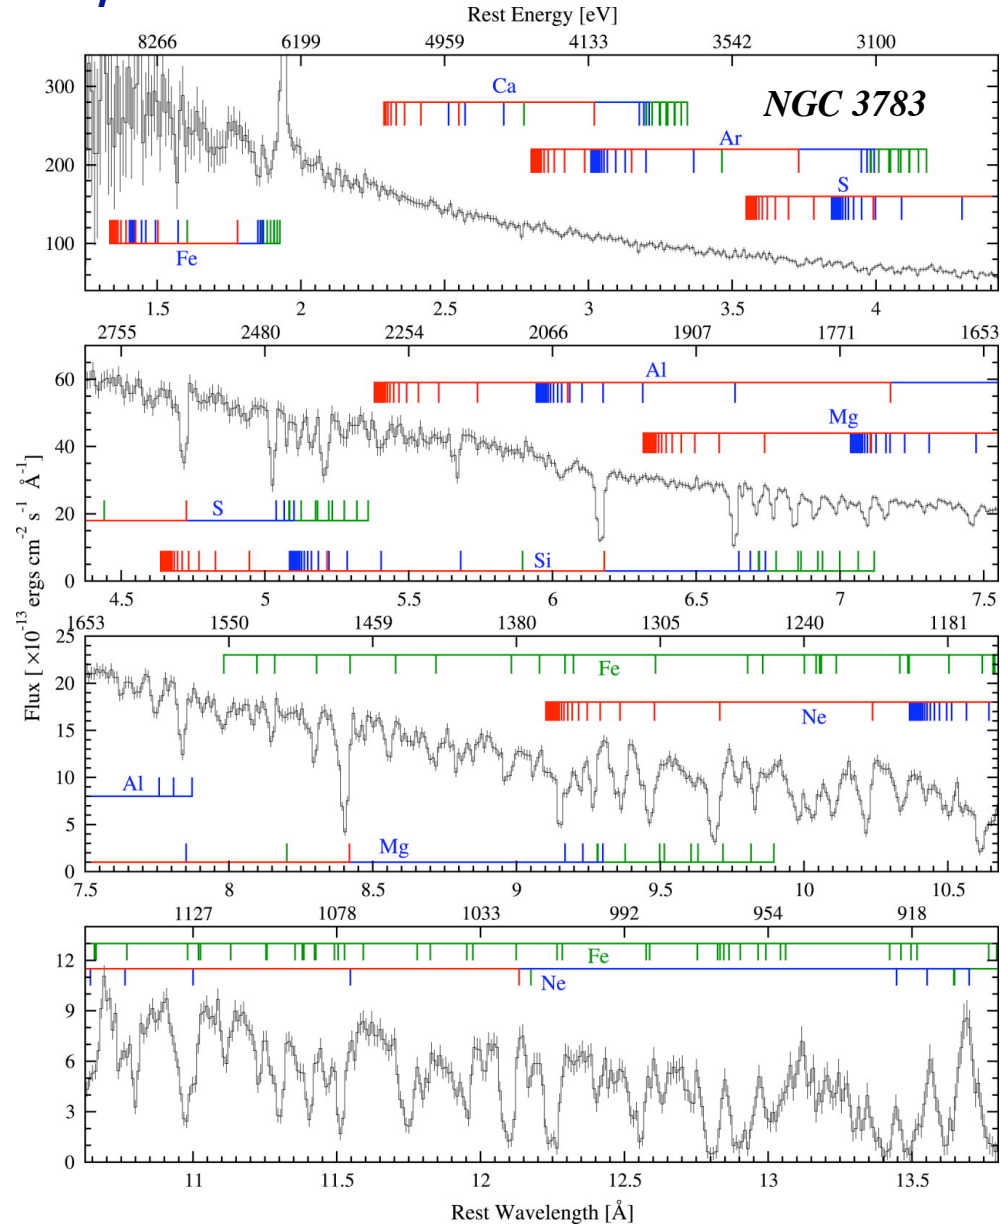 Rest Energy [eV]
8266 6199 4959 4133 3542 3100
NGC 3783
Ca
Ar
S
Fe
300
200
100
1.5 2 2.5 3 3.5 4
2755 2480 2254 2066 1907 1771 1653
Al
Mg
S
Si
60
40
20
0
4.5 5 5.5 6 6.5 7 7.5
1653 1550 1459 1380 1305 1240 1181
Fe
Ne
Al
Mg
25
20
15
10
5
0
7.5 8 8.5 9 9.5 10 10.5
1127 1078 1033 992 954 918
Fe
Ne
12
9
6
3
0
11 11.5 12 12.5 13 13.5
Flux [ ×10⁻¹³ ergs cm⁻² s⁻¹ Å⁻¹]
Rest Wavelength [Å]